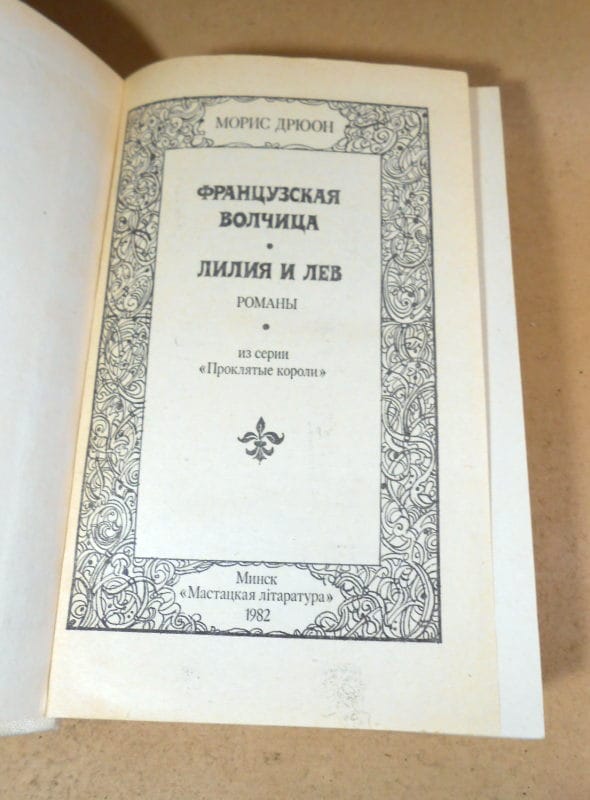 МОРИС ДРЮОН
ФРАНЦУЗСКАЯ
ВОЛЧИЦА
•
ЛИЛИЯ И ЛЕВ
РОМАНЫ
•
из серии
«Проклятые короли»
Минск
«Мастацкая літаратура»
1982